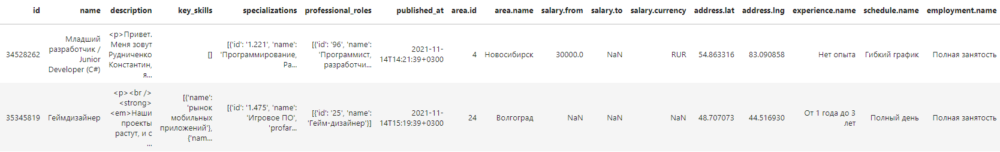 id name description key_skills specializations professional_roles published_at area.id area.name salary.from salary.to salary.currency address.lat address.lng experience.name schedule.name employment.name
34528262
Младший
разработчик /
Junior
Developer (C#)
<p>Привет.
Меня зовут
Рудниченко
Константин,
я...
[]
[{'id': '1.221', 'name':
'Программирование,
Ра...
[{'id': '96', 'name':
'Программист,
разработчи...
2021-11-
14T14:21:39+0300
4
Новосибирск
30000.0
NaN
RUR
54.863316
83.090858
Нет опыта
Гибкий график
Полная занятость
35345819
Геймдизайнер
<p><br />
<strong>
<em>Наши
проекты
растут, и с
...
[{'name':
'рынок
мобильных
приложений'},
{'nam...
[{'id': '1.475', 'name':
'Игровое ПО',
'profar...
[{'id': '25', 'name':
'Гейм-дизайнер'}]
2021-11-
14T15:19:39+0300
24
Волгоград
NaN
NaN
NaN
48.707073
44.516930
От 1 года до 3
лет
Полный день
Полная занятость